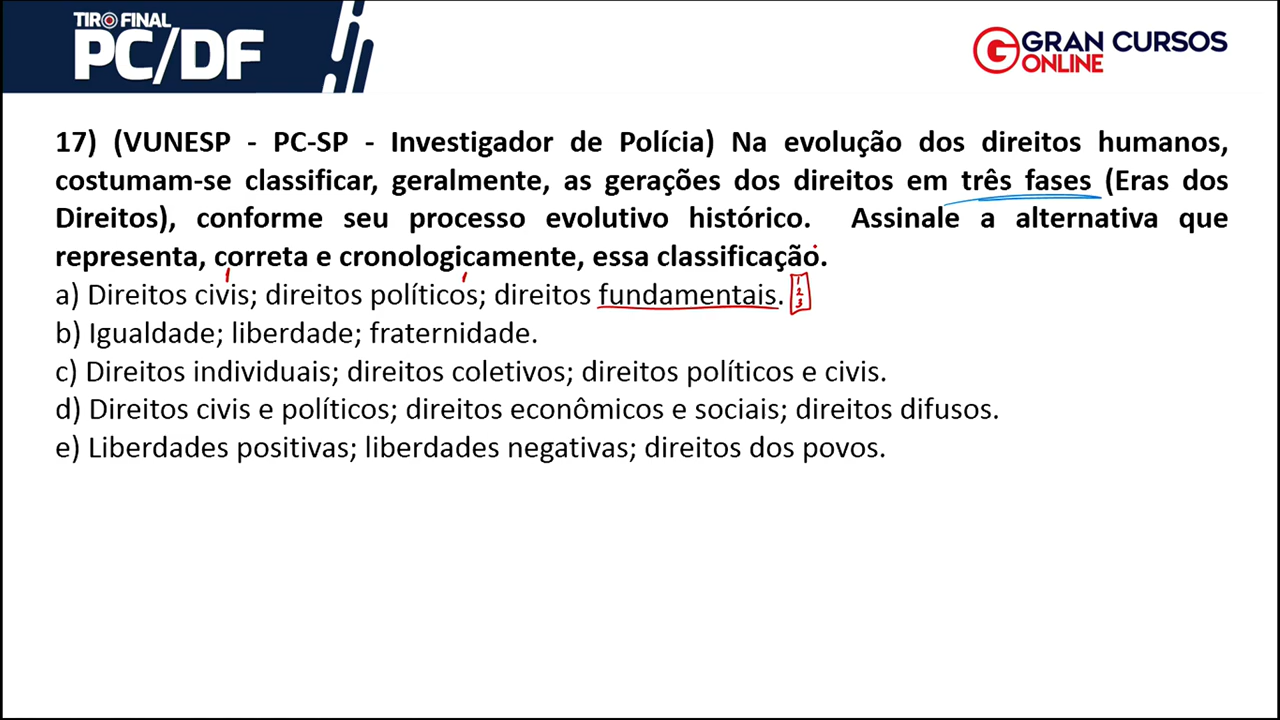 TIRO FINAL
PC/DF
GRAN CURSOS
ONLINE
17) (VUNESP - PC-SP - Investigador de Polícia) Na evolução dos direitos humanos,
costumam-se classificar, geralmente, as gerações dos direitos em três fases (Eras dos
Direitos), conforme seu processo evolutivo histórico. Assinale a alternativa que
representa, correta e cronologicamente, essa classificação.
a) Direitos civis; direitos políticos; direitos fundamentais.
1
2
3
b) Igualdade; liberdade; fraternidade.
c) Direitos individuais; direitos coletivos; direitos políticos e civis.
d) Direitos civis e políticos; direitos econômicos e sociais; direitos difusos.
e) Liberdades positivas; liberdades negativas; direitos dos povos.